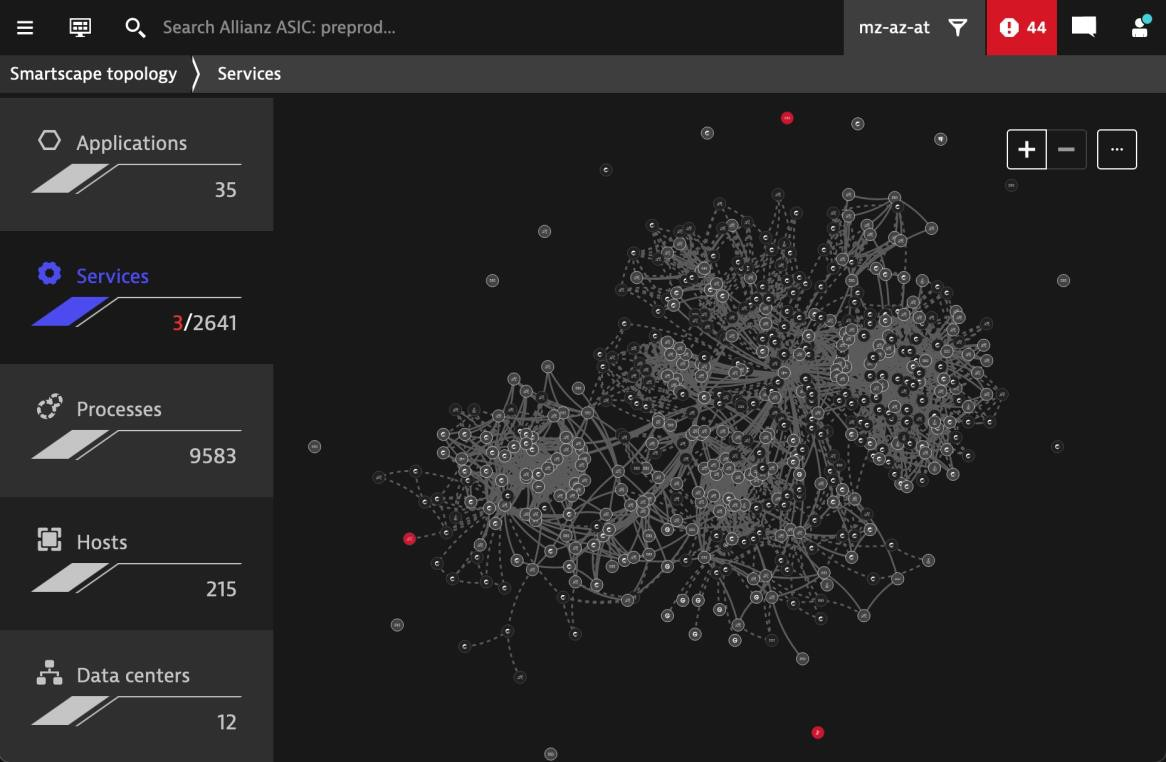 Search Allianz ASIC: preprod...
mz-az-at
44
Smartscape topology
Services
Applications
35
Services
3/2641
Processes
9583
Hosts
215
Data centers
12